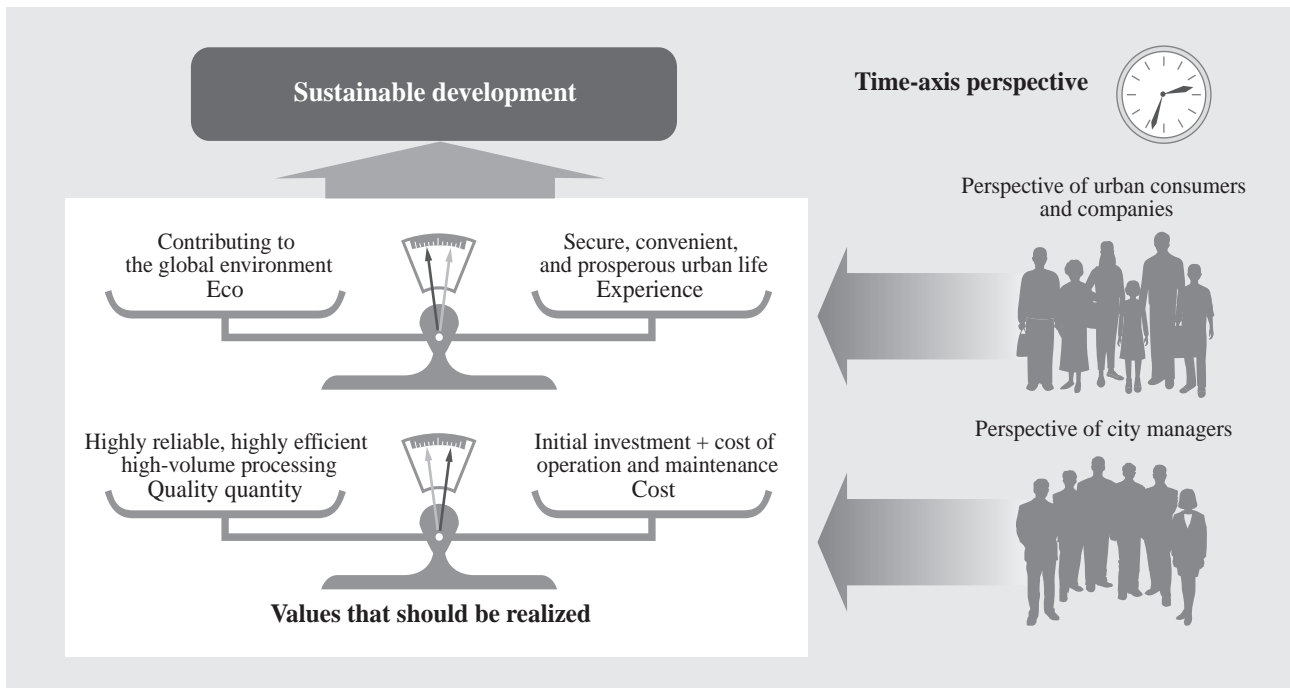 Sustainable development
Time-axis perspective
Perspective of urban consumers
and companies
Contributing to
the global environment
Eco
Secure, convenient,
and prosperous urban life
Experience
Perspective of city managers
Highly reliable, highly efficient
high-volume processing
Quality quantity
Initial investment + cost of
operation and maintenance
Cost
Values that should be realized